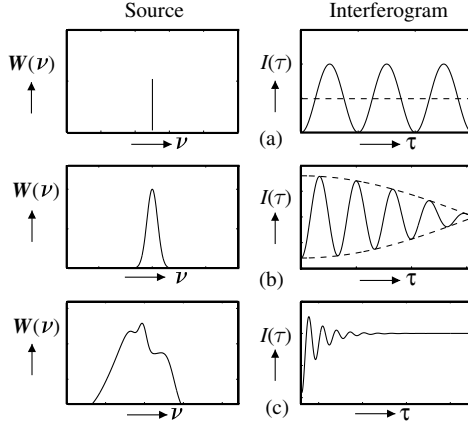 Source Interferogram
W(ν) I(τ)
(a)
ν τ
W(ν) I(τ)
(b)
ν τ
W(ν) I(τ)
(c)
ν τ